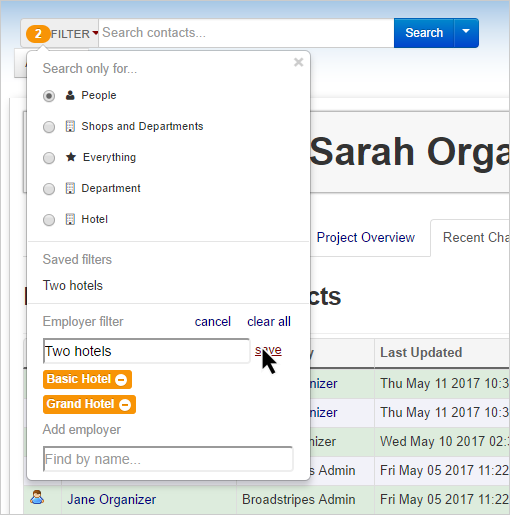 2 FILTER Search contacts... Search
Search only for... ×
People
Shops and Departments
Everything
Sarah Orga
Department
Hotel
Project Overview Recent Cha
Saved filters
Two hotels
cts
Employer filter cancel clear all
Two hotels save
y Last Updated
Basic Hotel
nizer Thu May 11 2017 10:3
Grand Hotel
nizer Thu May 11 2017 10:3
Add employer
nizer Wed May 10 2017 02:
Find by name...
pes Admin Fri May 05 2017 11:22
Jane Organizer Broadstripes Admin Fri May 05 2017 11:22